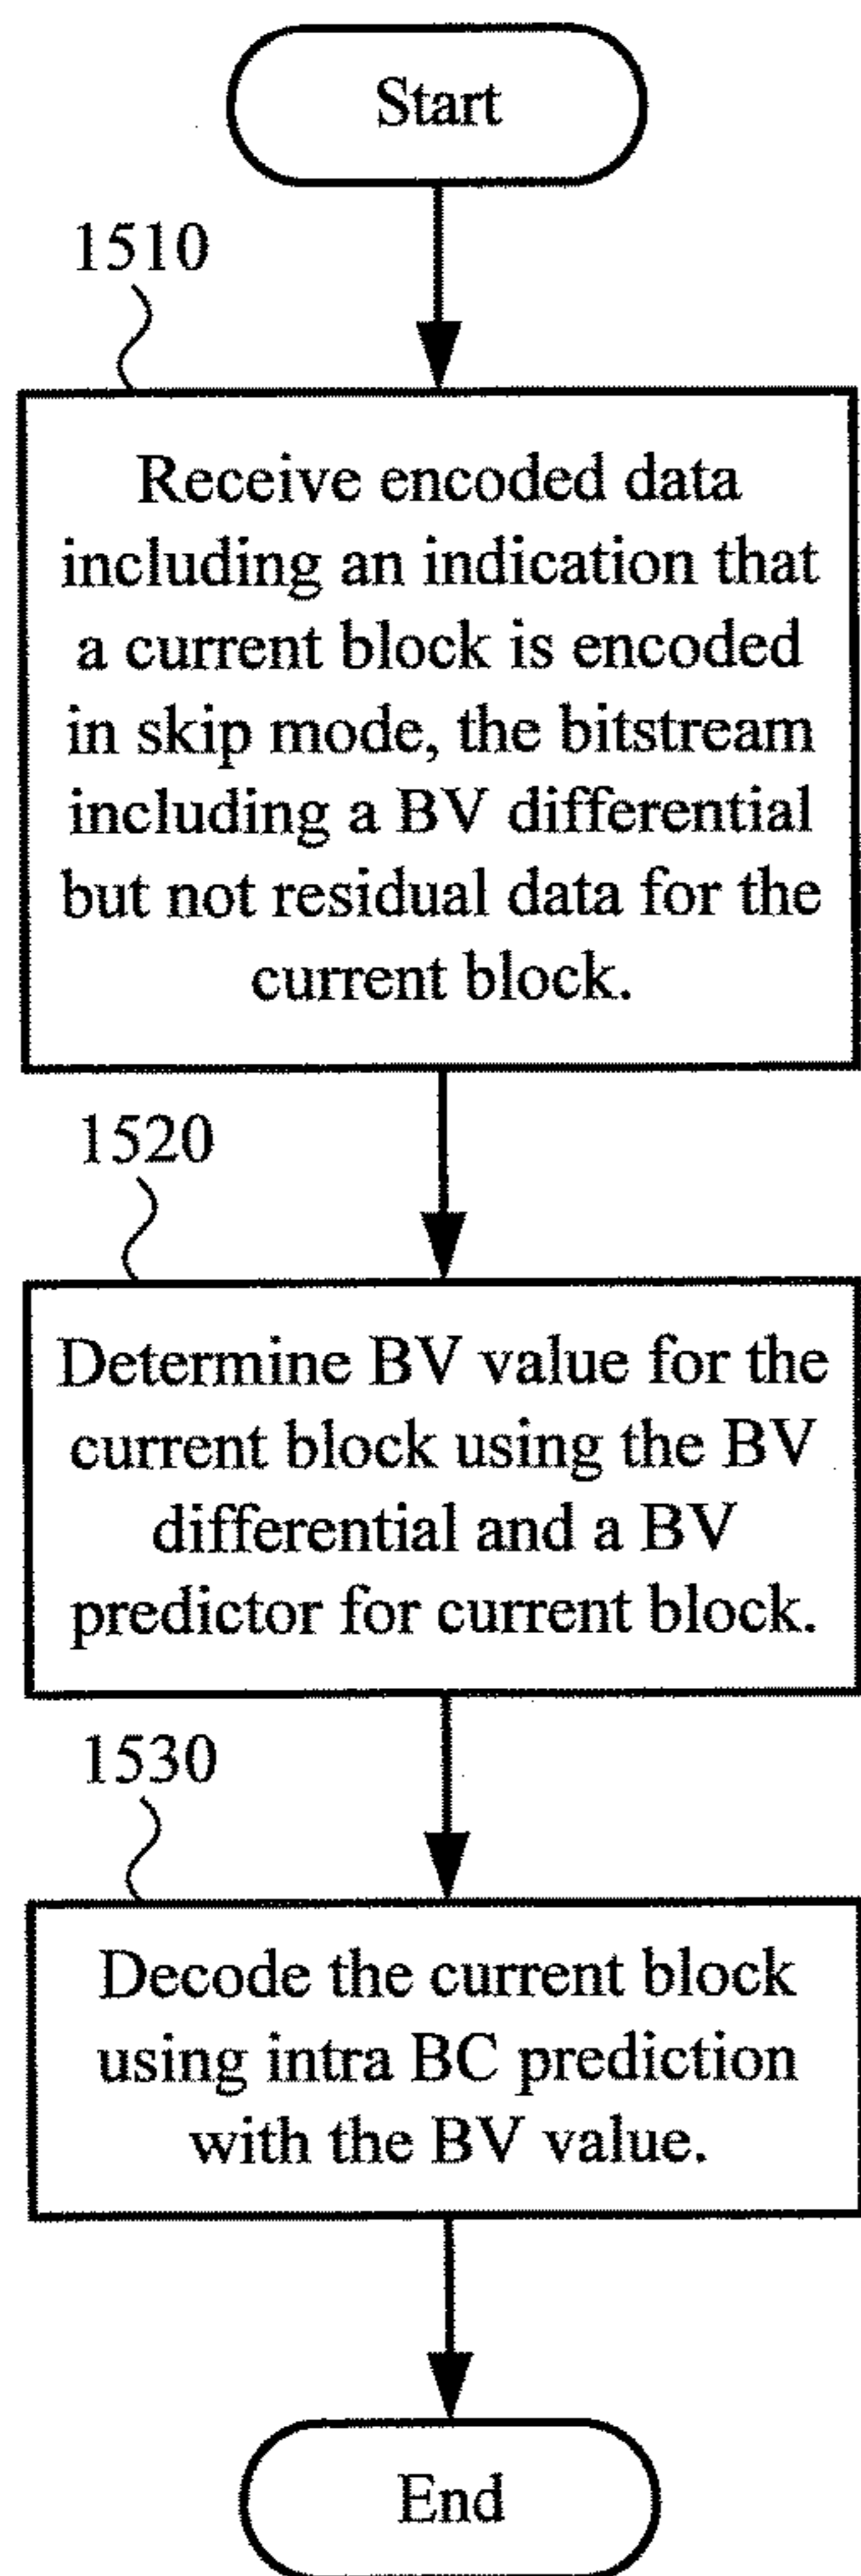 Start
1510
Receive encoded data
including an indication that
a current block is encoded
in skip mode, the bitstream
including a BV differential
but not residual data for the
current block.
1520
Determine BV value for the
current block using the BV
differential and a BV
predictor for current block.
1530
Decode the current block
using intra BC prediction
with the BV value.
End